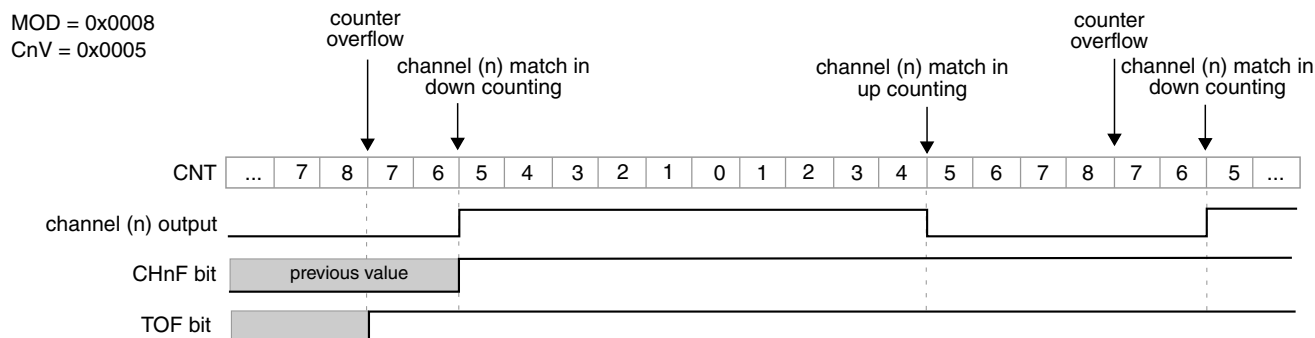 MOD = 0x0008
CnV = 0x0005
counter
overflow
channel (n) match in
down counting
channel (n) match in
up counting
counter
overflow
channel (n) match in
down counting
CNT ... 7 8 7 6 5 4 3 2 1 0 1 2 3 4 5 6 7 8 7 6 5 ...
channel (n) output
CHnF bit previous value
TOF bit